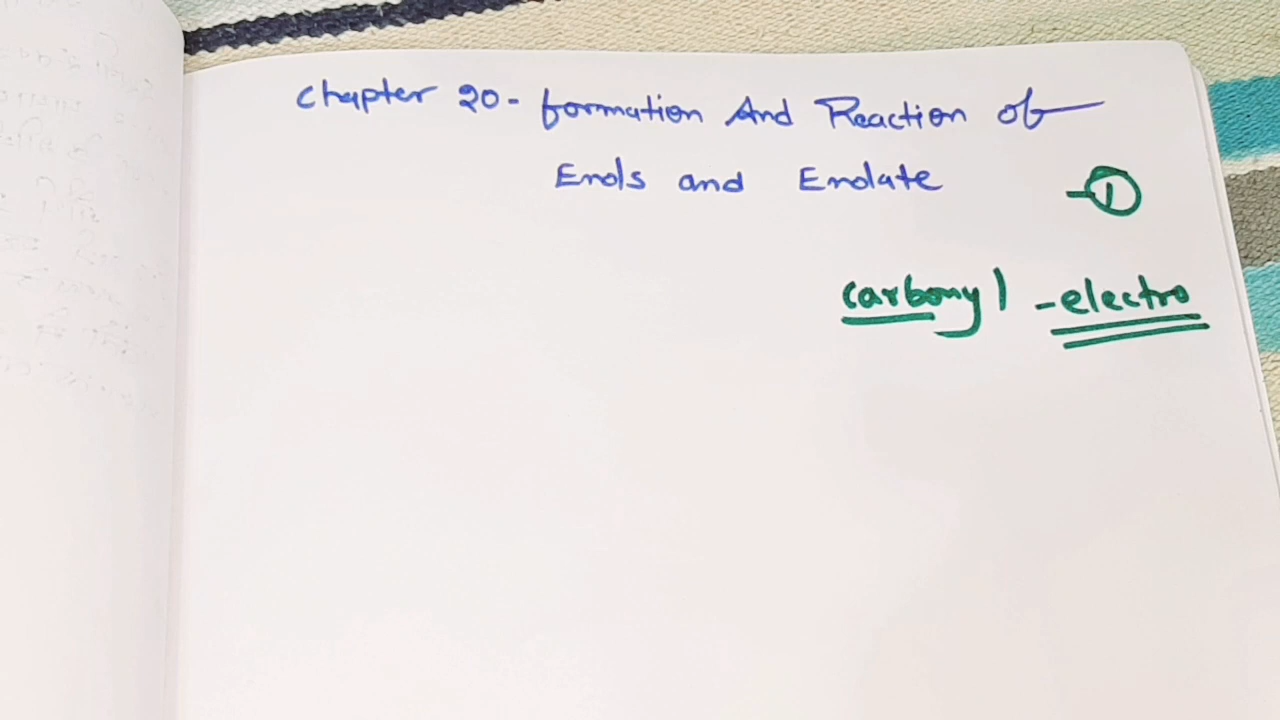 Chapter 20- formation And Reaction of
Enols and Enolate
-①
carbonyl -electro